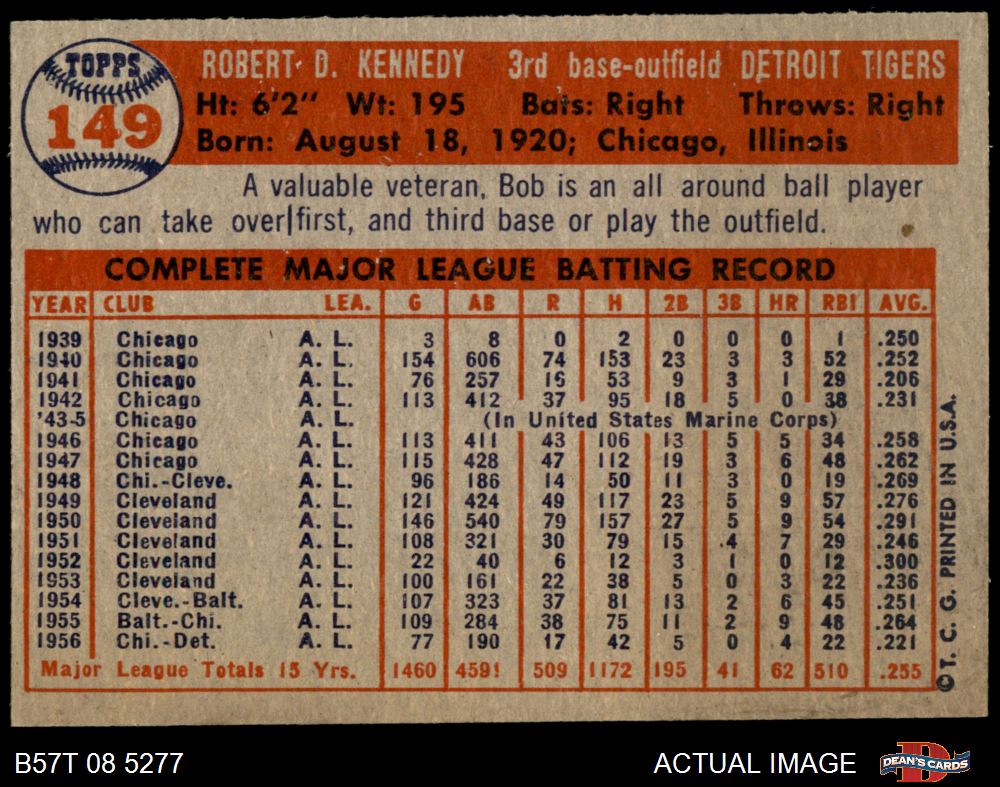 TOPPS
149
ROBERT D. KENNEDY 3rd base-outfield DETROIT TIGERS
Ht: 6'2" Wt: 195 Bats: Right Throws: Right
Born: August 18, 1920; Chicago, Illinois
A valuable veteran, Bob is an all around ball player
who can take over first, and third base or play the outfield.
COMPLETE MAJOR LEAGUE BATTING RECORD
YEAR CLUB LEA. G AB R H 2B 3B HR RBI AVG.
1939 Chicago A. L. 3 8 0 2 0 0 0 1 .250
1940 Chicago A. L. 154 606 74 153 23 3 3 52 .252
1941 Chicago A. L. 76 257 16 53 9 3 1 29 .206
1942 Chicago A. L. 113 412 37 95 18 5 0 38 .231
'43-5 Chicago A. L. (In United States Marine Corps)
1946 Chicago A. L. 113 411 43 106 13 5 5 34 .258
1947 Chicago A. L. 115 428 47 112 19 3 6 48 .262
1948 Chi.-Cleve. A. L. 96 186 14 50 11 3 0 19 .269
1949 Cleveland A. L. 121 424 49 117 23 5 9 57 .276
1950 Cleveland A. L. 146 540 79 157 27 5 9 54 .291
1951 Cleveland A. L. 108 321 30 79 15 4 7 29 .246
1952 Cleveland A. L. 22 40 6 12 3 1 0 12 .300
1953 Cleveland A. L. 100 161 22 38 5 0 3 22 .236
1954 Cleve.-Balt. A. L. 107 323 37 81 13 2 6 45 .251
1955 Balt.-Chi. A. L. 109 284 38 75 11 2 9 48 .264
1956 Chi.-Det. A. L. 77 190 17 42 5 0 4 22 .221
Major League Totals 15 Yrs. 1460 4591 509 1172 195 41 62 510 .255
©T. C. G. PRINTED IN U.S.A.
B57T 08 5277 ACTUAL IMAGE
D
DEAN'S CARDS